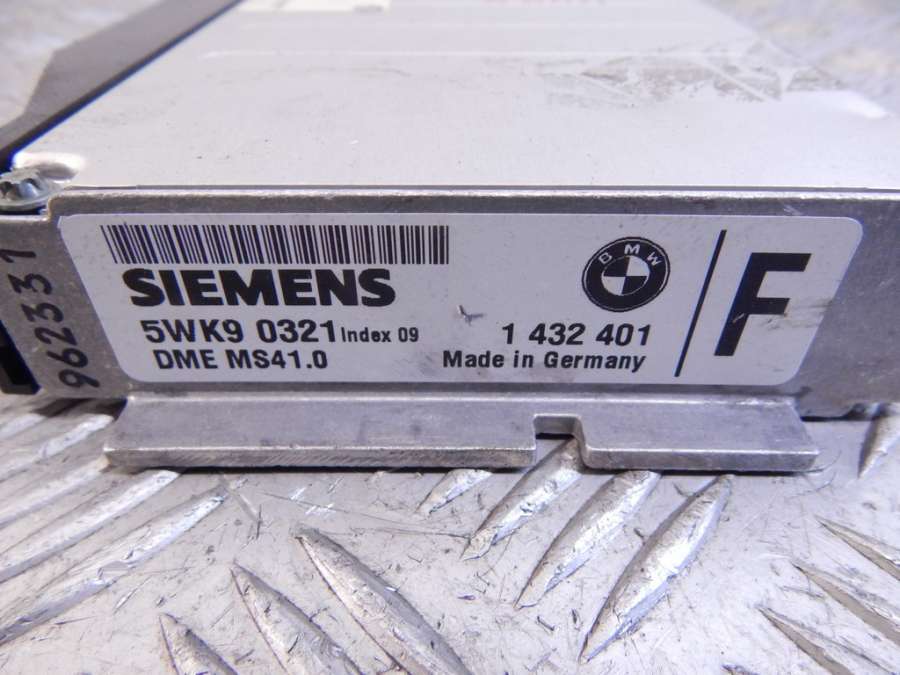 SIEMENS
5WK9 0321 Index 09
DME MS41.0
BMW
1 432 401
Made in Germany
F
962331